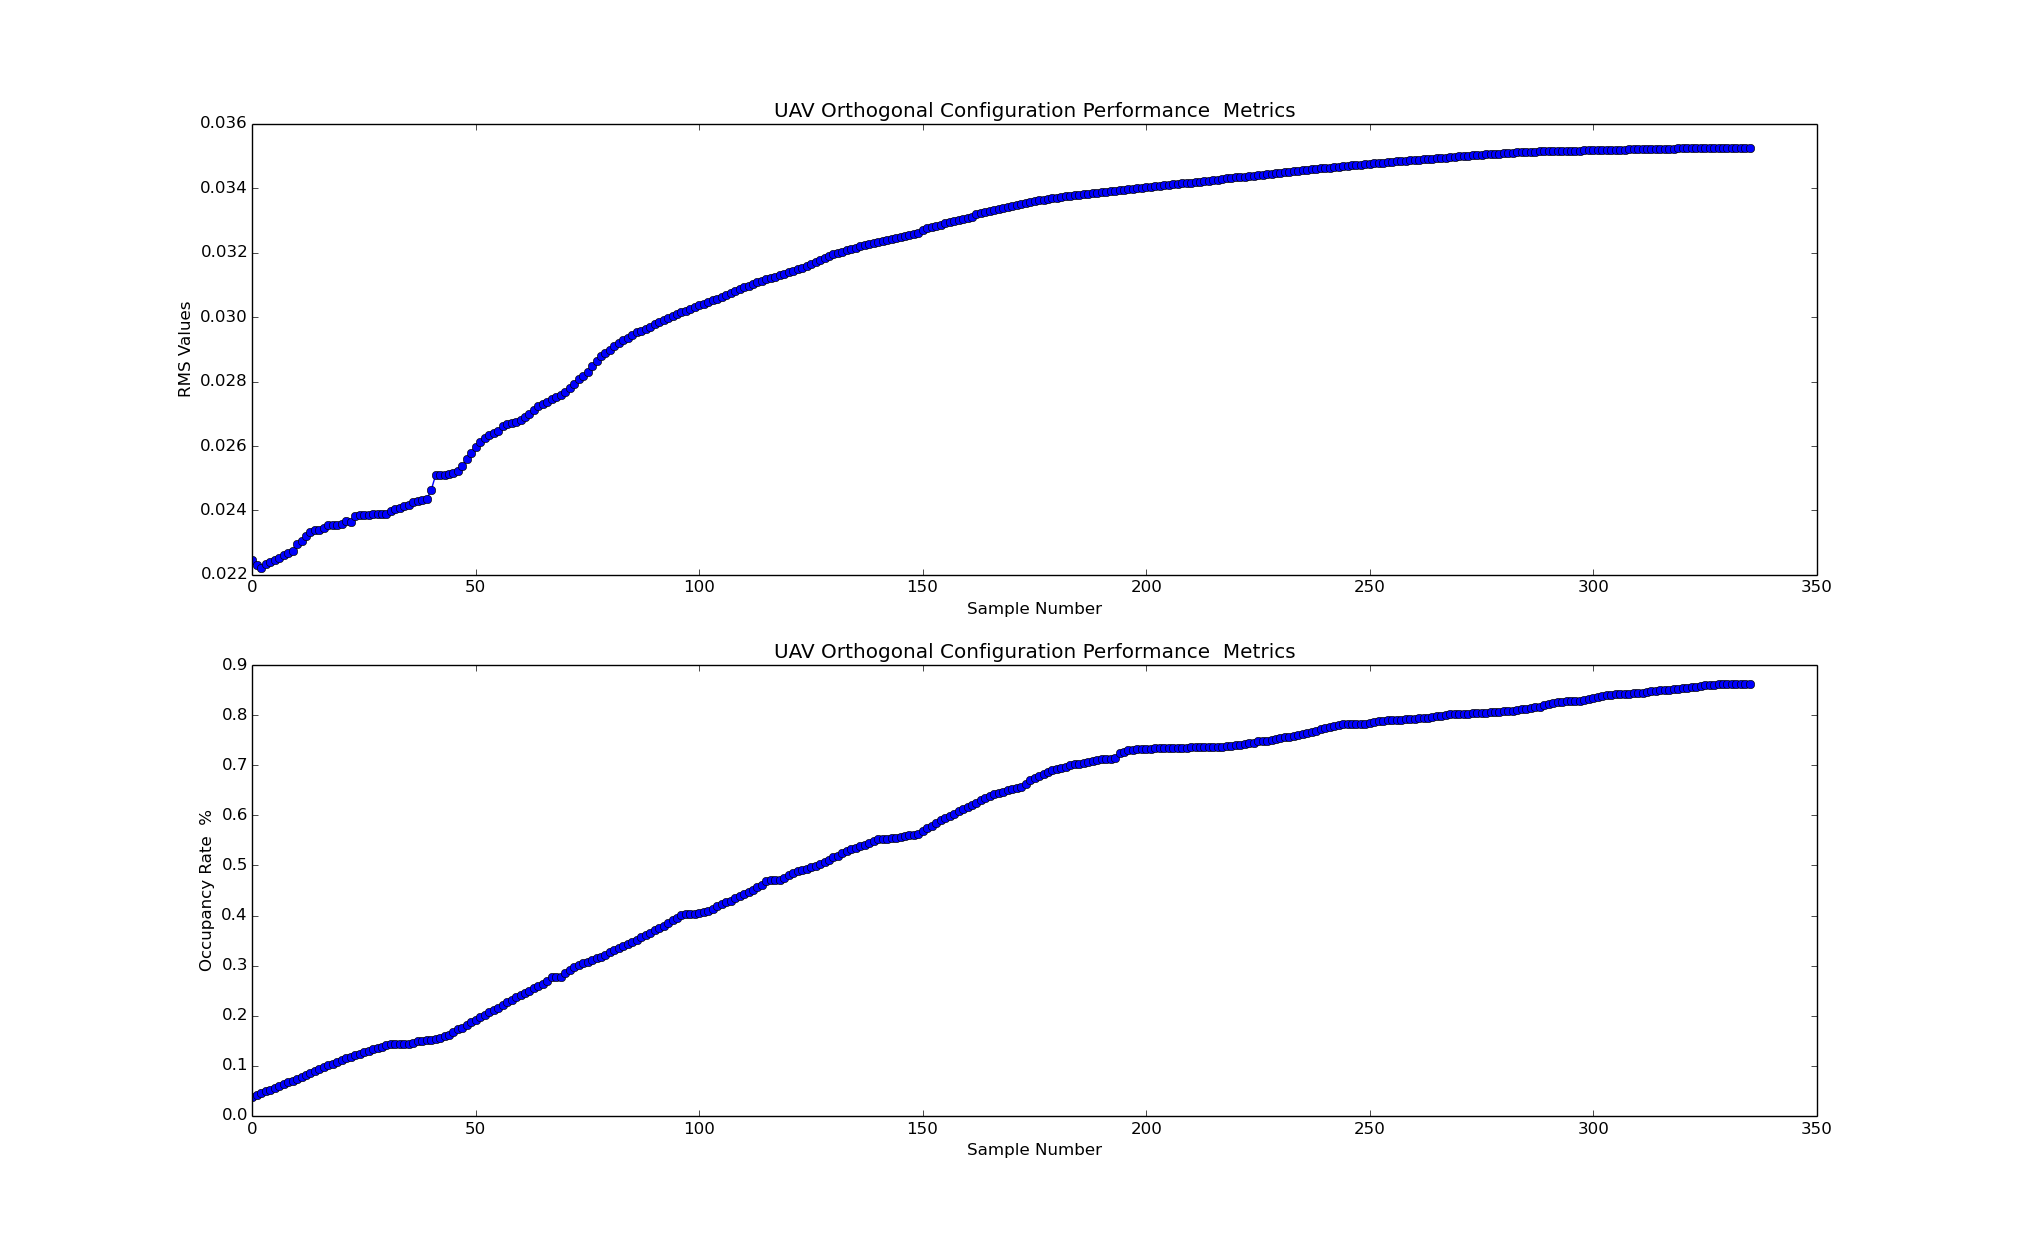 UAV Orthogonal Configuration Performance  Metrics
0.036
0.034
0.032
0.030
0.028
0.026
0.024
0.022
RMS Values
0 50 100 150 200 250 300 350
Sample Number
UAV Orthogonal Configuration Performance  Metrics
0.9
0.8
0.7
0.6
0.5
0.4
0.3
0.2
0.1
0.0
Occupancy Rate  %
0 50 100 150 200 250 300 350
Sample Number